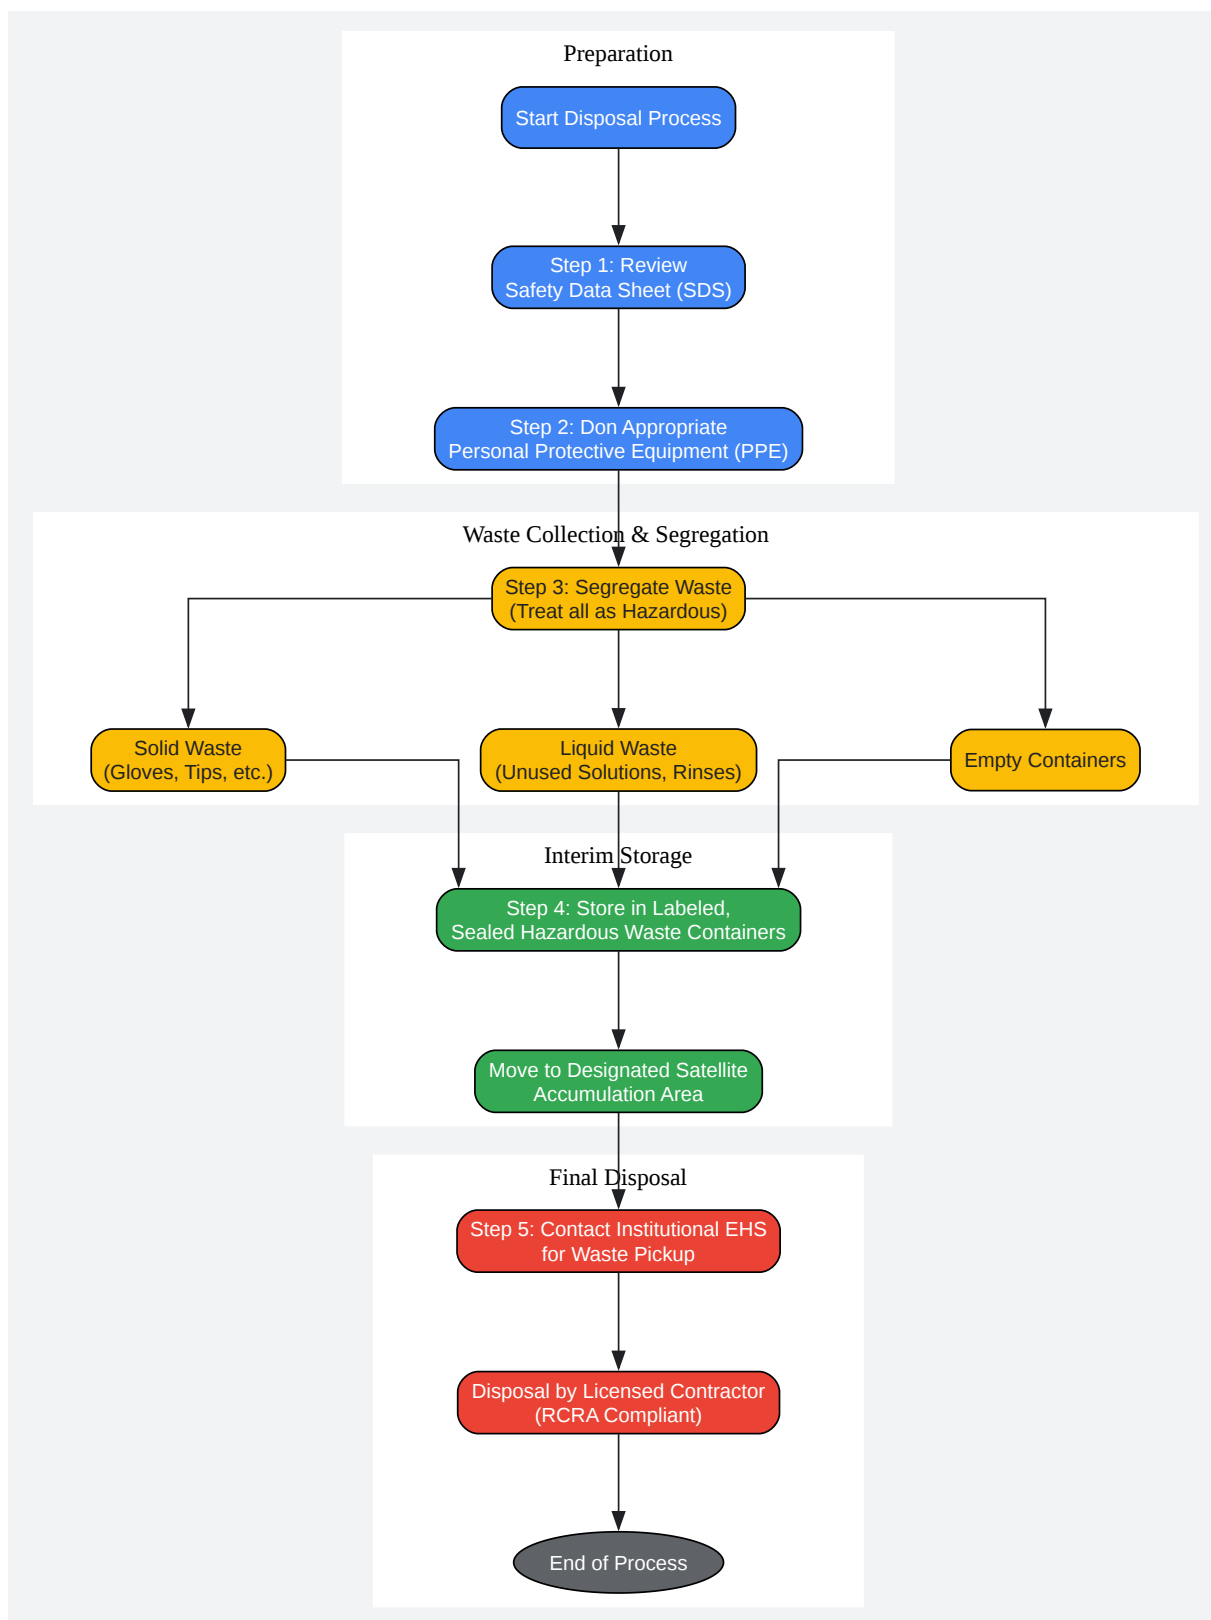 Preparation
Start Disposal Process
Step 1: Review
Safety Data Sheet (SDS)
Step 2: Don Appropriate
Personal Protective Equipment (PPE)
Waste Collection & Segregation
Step 3: Segregate Waste
(Treat all as Hazardous)
Solid Waste
(Gloves, Tips, etc.)
Liquid Waste
(Unused Solutions, Rinses)
Empty Containers
Interim Storage
Step 4: Store in Labeled,
Sealed Hazardous Waste Containers
Move to Designated Satellite
Accumulation Area
Final Disposal
Step 5: Contact Institutional EHS
for Waste Pickup
Disposal by Licensed Contractor
(RCRA Compliant)
End of Process